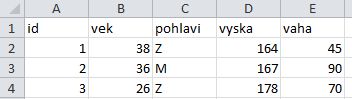 A B C D E
1 id vek pohlavi vyska vaha
2 1 38 Z 164 45
3 2 36 M 167 90
4 3 26 Z 178 70